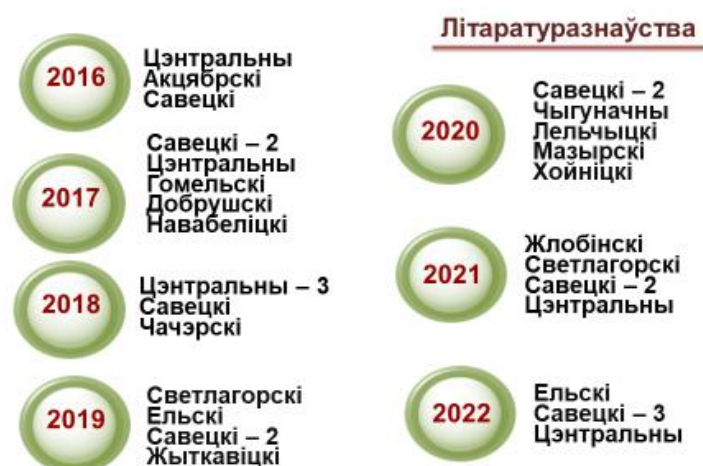 Літаратуразнаўства
2016
Цэнтральны
Акцябрскі
Савецкі
2017
Савецкі – 2
Цэнтральны
Гомельскі
Добрушскі
Навабеліцкі
2018
Цэнтральны – 3
Савецкі
Чачэрскі
2019
Светлагорскі
Ельскі
Савецкі – 2
Жыткавіцкі
2020
Савецкі – 2
Чыгуначны
Лельчыцкі
Мазырскі
Хойніцкі
2021
Жлобінскі
Светлагорскі
Савецкі – 2
Цэнтральны
2022
Ельскі
Савецкі – 3
Цэнтральны